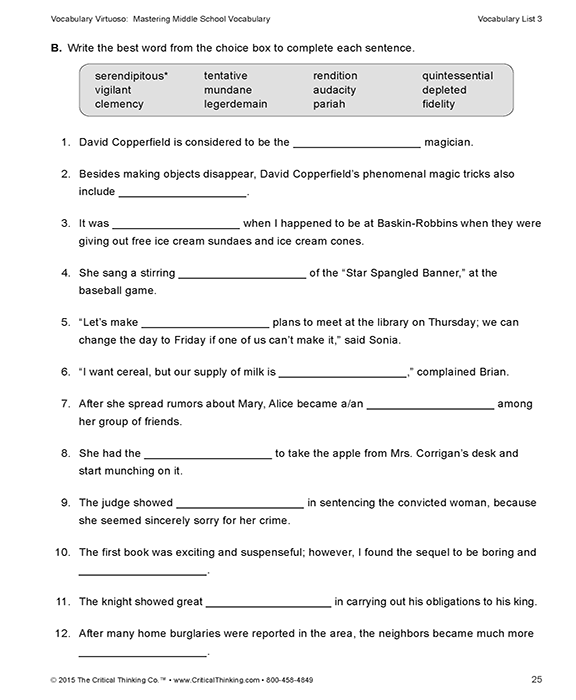 Vocabulary Virtuoso: Mastering Middle School Vocabulary Vocabulary List 3
B. Write the best word from the choice box to complete each sentence.
serendipitous* tentative rendition quintessential
vigilant mundane audacity depleted
clemency legerdemain pariah fidelity
1. David Copperfield is considered to be the ____________________ magician.
2. Besides making objects disappear, David Copperfield's phenomenal magic tricks also
include ____________________.
3. It was ____________________ when I happened to be at Baskin-Robbins when they were
giving out free ice cream sundaes and ice cream cones.
4. She sang a stirring ____________________ of the “Star Spangled Banner,” at the
baseball game.
5. “Let's make ____________________ plans to meet at the library on Thursday; we can
change the day to Friday if one of us can't make it,” said Sonia.
6. “I want cereal, but our supply of milk is ____________________,” complained Brian.
7. After she spread rumors about Mary, Alice became a/an ____________________ among
her group of friends.
8. She had the ____________________ to take the apple from Mrs. Corrigan's desk and
start munching on it.
9. The judge showed ____________________ in sentencing the convicted woman, because
she seemed sincerely sorry for her crime.
10. The first book was exciting and suspenseful; however, I found the sequel to be boring and
____________________.
11. The knight showed great ____________________ in carrying out his obligations to his king.
12. After many home burglaries were reported in the area, the neighbors became much more
____________________.
© 2015 The Critical Thinking Co.™ • www.CriticalThinking.com • 800-458-4849 25